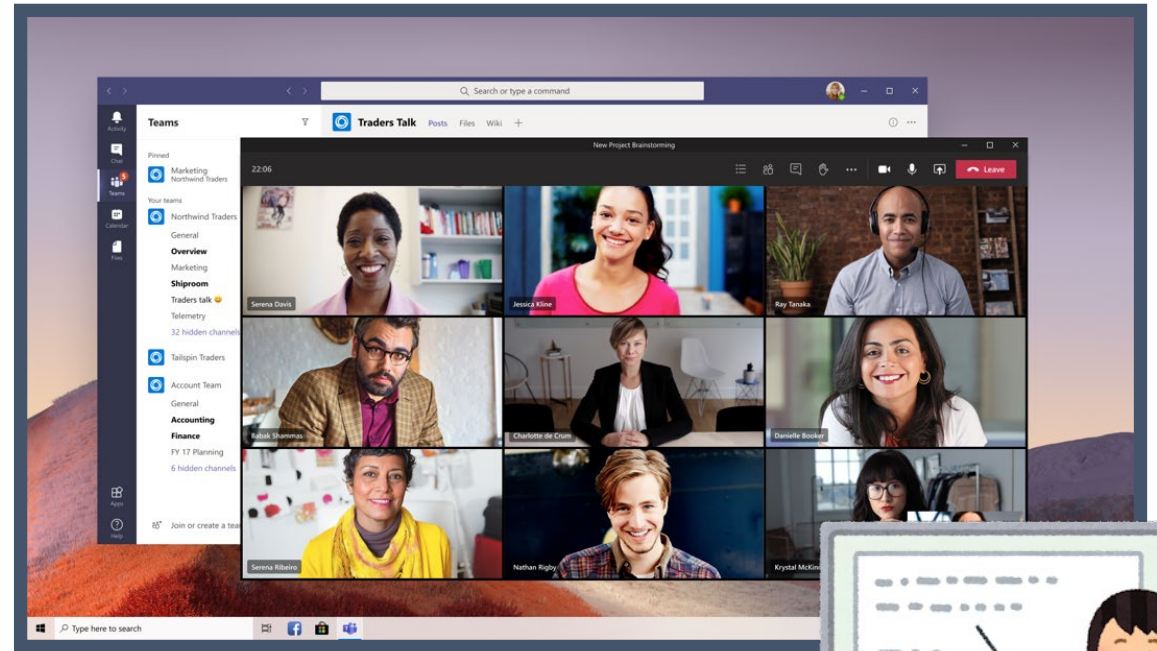 Search or type a command
Activity
Chat
5
Teams
Calendar
Files
Apps
Help
Teams
Pinned
Marketing
Northwind Traders
Your teams
Northwind Traders
General
Overview
Marketing
Shiproom
Traders talk 😀
Telemetry
32 hidden channels
Tailspin Traders
Account Team
General
Accounting
Finance
FY 17 Planning
6 hidden channels
Join or create a tea
Traders Talk Posts Files Wiki
New Project Brainstorming
22:06
Leave
Serena Davis
Jessica Kline
Ray Tanaka
Babak Shammas
Charlotte de Crum
Danielle Booker
Serena Ribeiro
Nathan Rigby
Krystal McKin
Type here to search